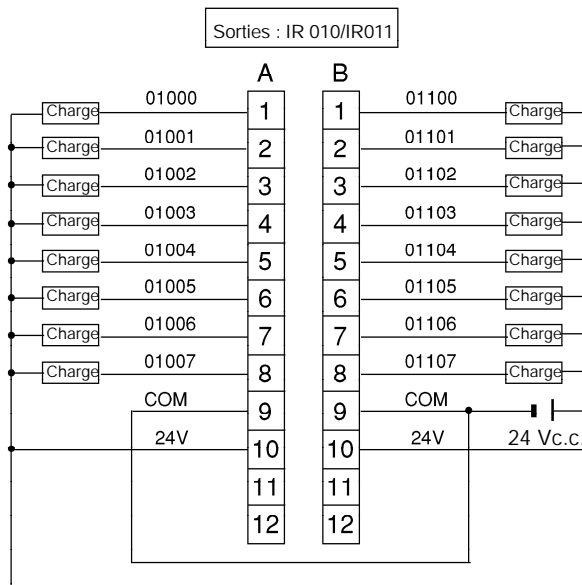 Sorties : IR 010/IR011
A B
Charge 01000 1 1 01100 Charge
Charge 01001 2 2 01101 Charge
Charge 01002 3 3 01102 Charge
Charge 01003 4 4 01103 Charge
Charge 01004 5 5 01104 Charge
Charge 01005 6 6 01105 Charge
Charge 01006 7 7 01106 Charge
Charge 01007 8 8 01107 Charge
COM 9 9 COM
24V 10 10 24V 24 Vc.c.
11 11
12 12